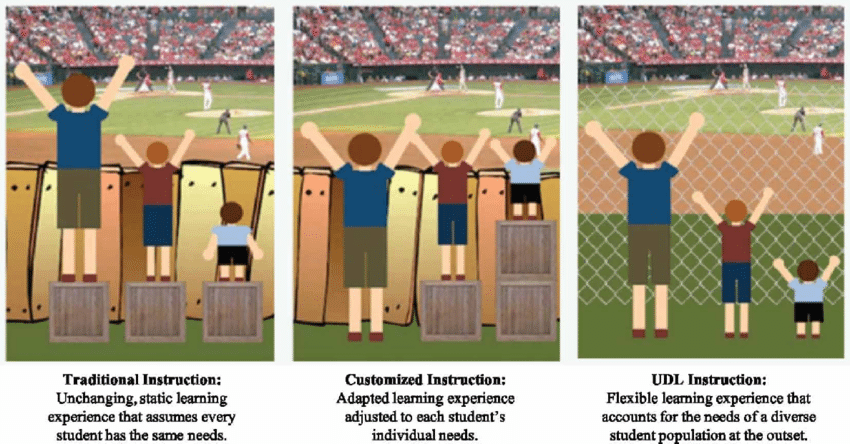 Traditional Instruction:
Unchanging, static learning
experience that assumes every
student has the same needs.
Customized Instruction:
Adapted learning experience
adjusted to each student's
individual needs.
UDL Instruction:
Flexible learning experience that
accounts for the needs of a diverse
student population at the outset.